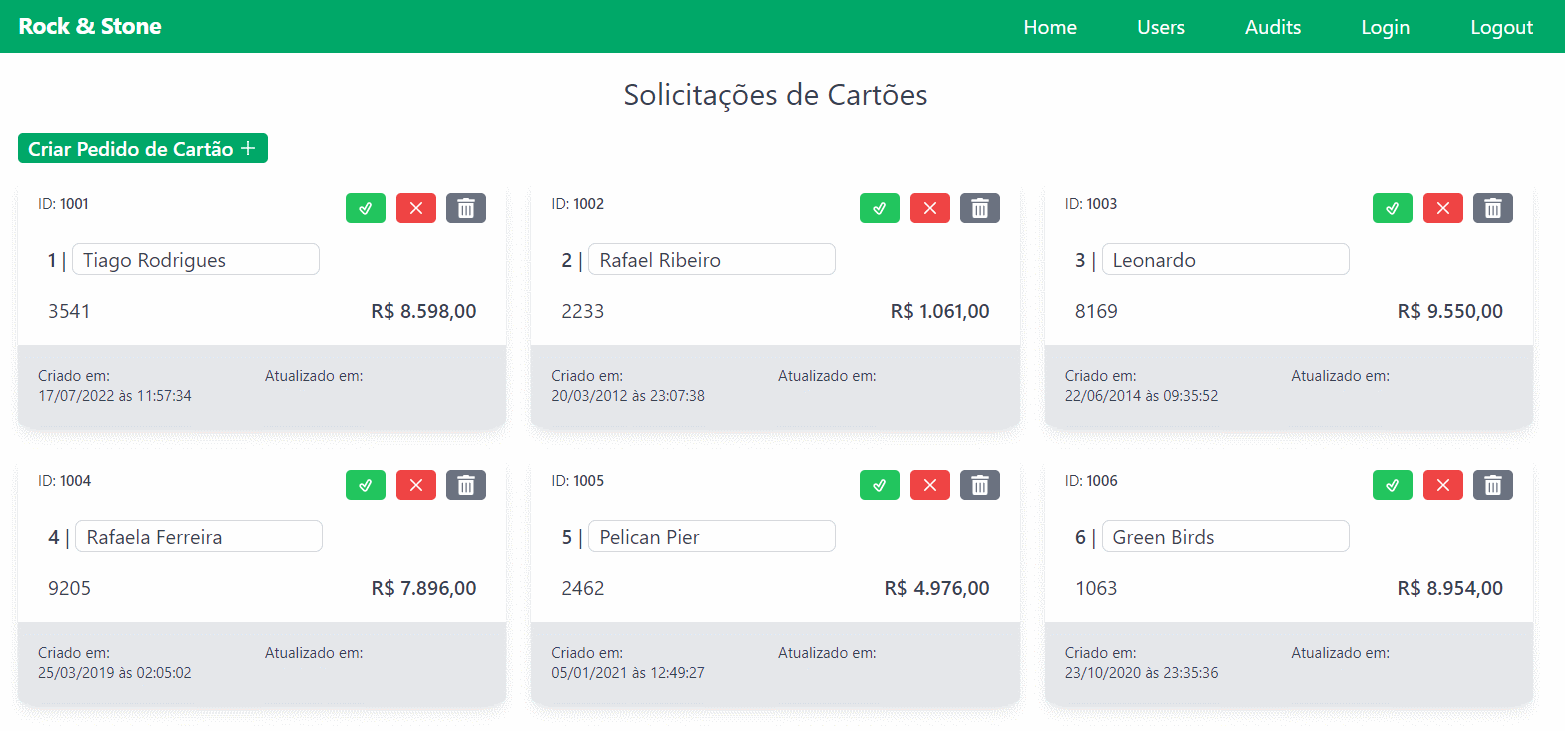 Rock & Stone Home Users Audits Login Logout
Solicitações de Cartões
Criar Pedido de Cartão +
ID: 1001
1 | Tiago Rodrigues
3541 R$ 8.598,00
Criado em: Atualizado em:
17/07/2022 às 11:57:34
ID: 1002
2 | Rafael Ribeiro
2233 R$ 1.061,00
Criado em: Atualizado em:
20/03/2012 às 23:07:38
ID: 1003
3 | Leonardo
8169 R$ 9.550,00
Criado em: Atualizado em:
22/06/2014 às 09:35:52
ID: 1004
4 | Rafaela Ferreira
9205 R$ 7.896,00
Criado em: Atualizado em:
25/03/2019 às 02:05:02
ID: 1005
5 | Pelican Pier
2462 R$ 4.976,00
Criado em: Atualizado em:
05/01/2021 às 12:49:27
ID: 1006
6 | Green Birds
1063 R$ 8.954,00
Criado em: Atualizado em:
23/10/2020 às 23:35:36